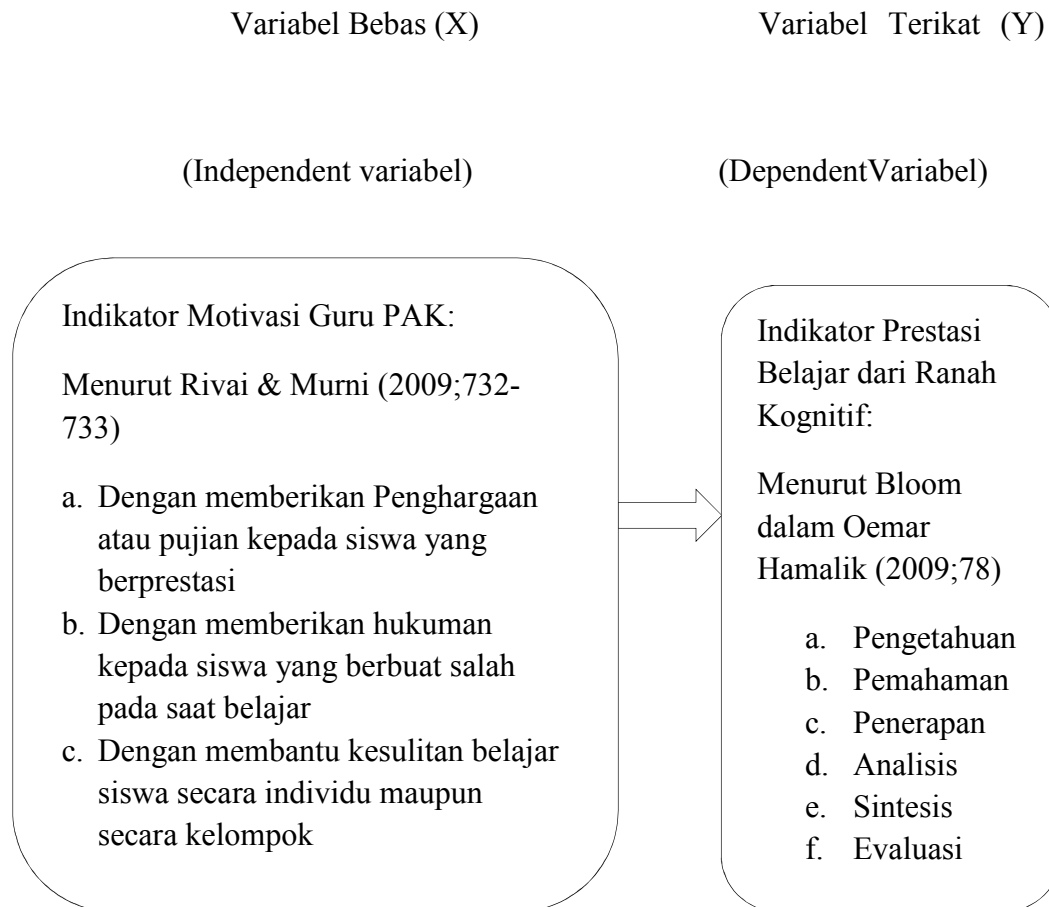 Variabel Bebas (X)
Variabel Terikat (Y)
(Independent variabel)
(DependentVariabel)
Indikator Motivasi Guru PAK:
Menurut Rivai & Murni (2009;732-
733)
a. Dengan memberikan Penghargaan
atau pujian kepada siswa yang
berprestasi
b. Dengan memberikan hukuman
kepada siswa yang berbuat salah
pada saat belajar
c. Dengan membantu kesulitan belajar
siswa secara individu maupun
secara kelompok
Indikator Prestasi
Belajar dari Ranah
Kognitif:
Menurut Bloom
dalam Oemar
Hamalik (2009;78)
a. Pengetahuan
b. Pemahaman
c. Penerapan
d. Analisis
e. Sintesis
f. Evaluasi